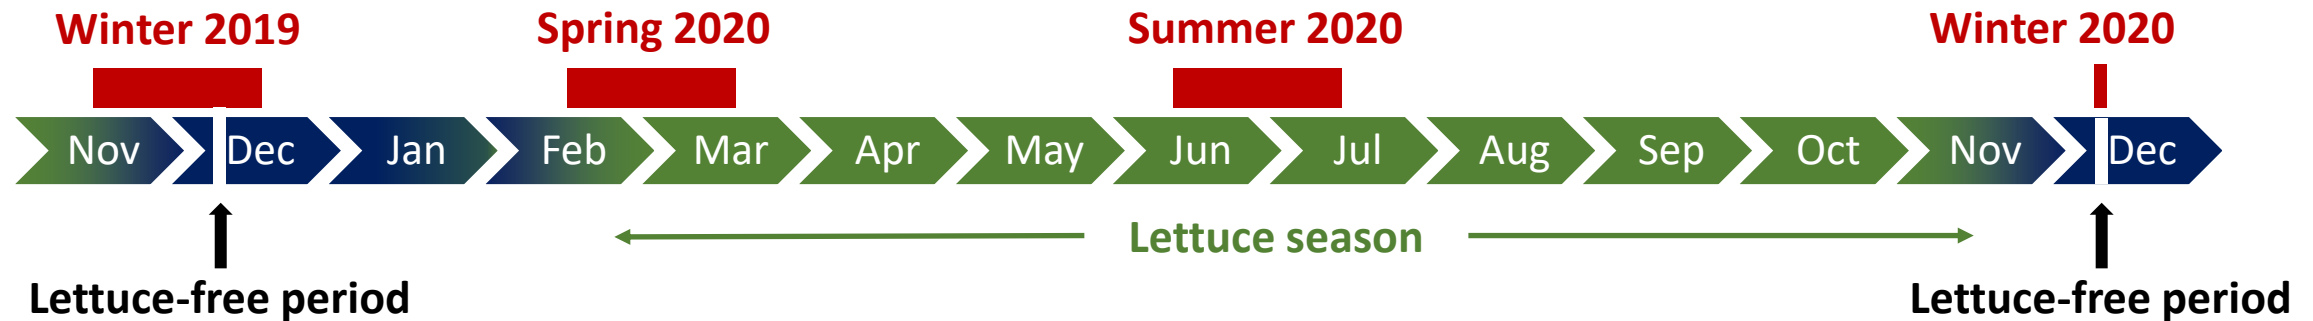 Winter 2019 Spring 2020 Summer 2020 Winter 2020
Nov Dec Jan Feb Mar Apr May Jun Jul Aug Sep Oct Nov Dec
Lettuce season
Lettuce-free period Lettuce-free period